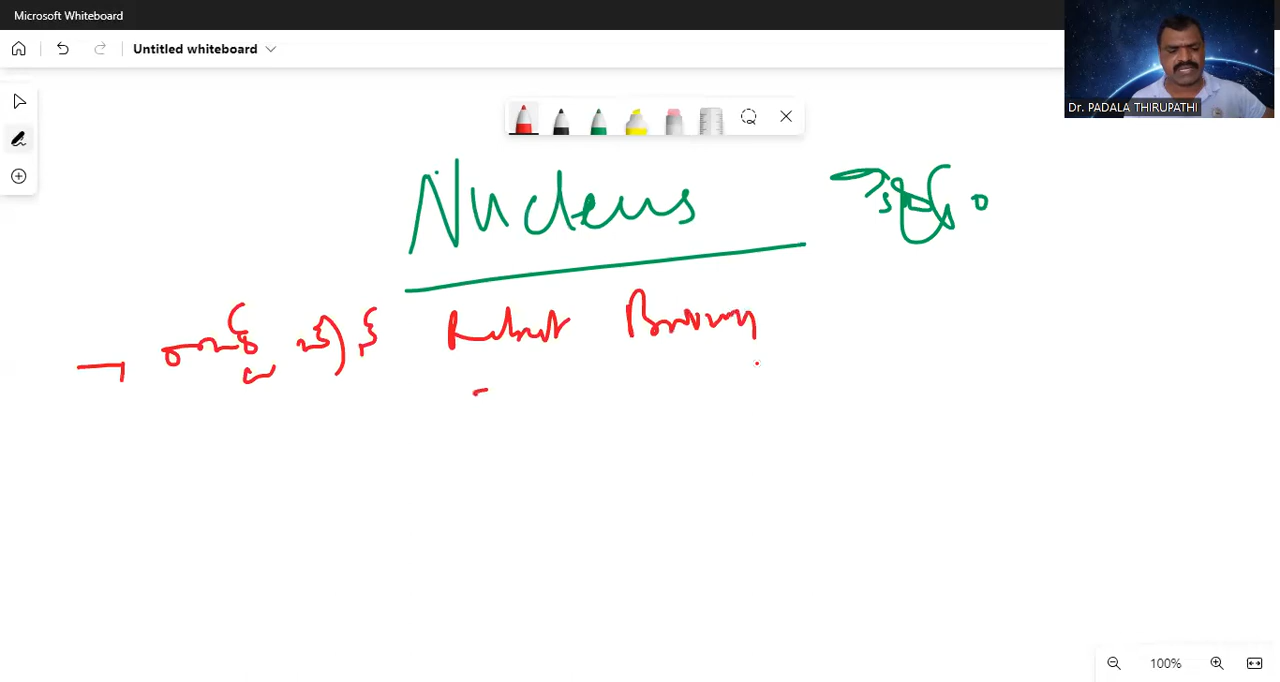 Microsoft Whiteboard
Untitled whiteboard
Dr. PADALA THIRUPATHI
Nucleus
Robert Brown
100%